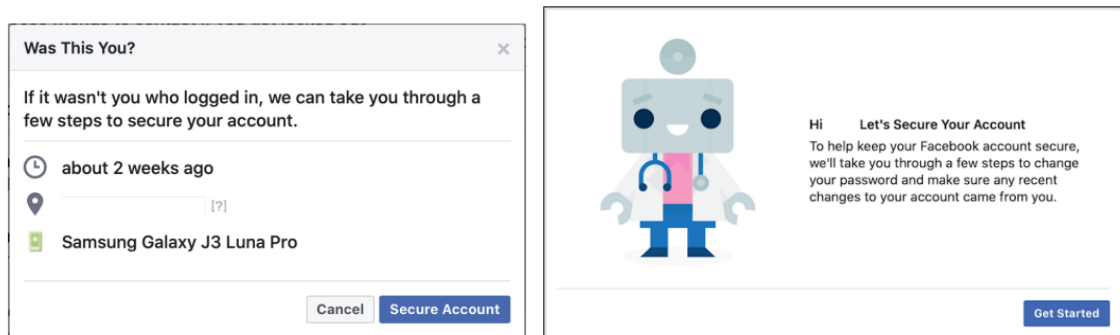 Was This You?
If it wasn't you who logged in, we can take you through a
few steps to secure your account.
about 2 weeks ago
[?]
Samsung Galaxy J3 Luna Pro
Cancel
Secure Account
Hi Let's Secure Your Account
To help keep your Facebook account secure,
we'll take you through a few steps to change
your password and make sure any recent
changes to your account came from you.
Get Started